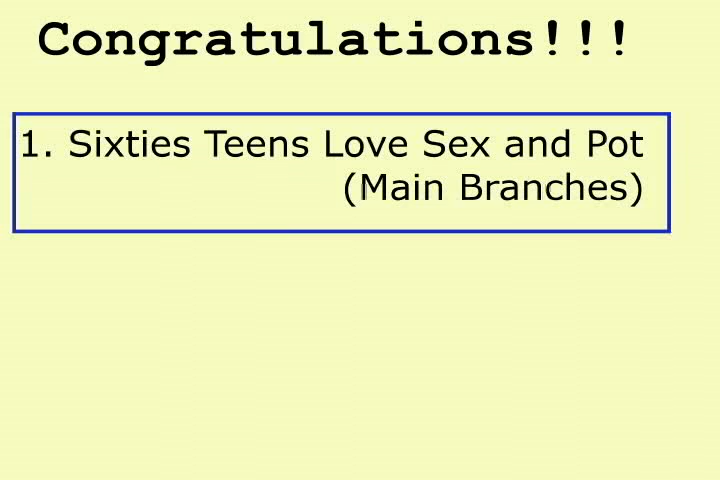 Congratulations!!!
1. Sixties Teens Love Sex and Pot
(Main Branches)